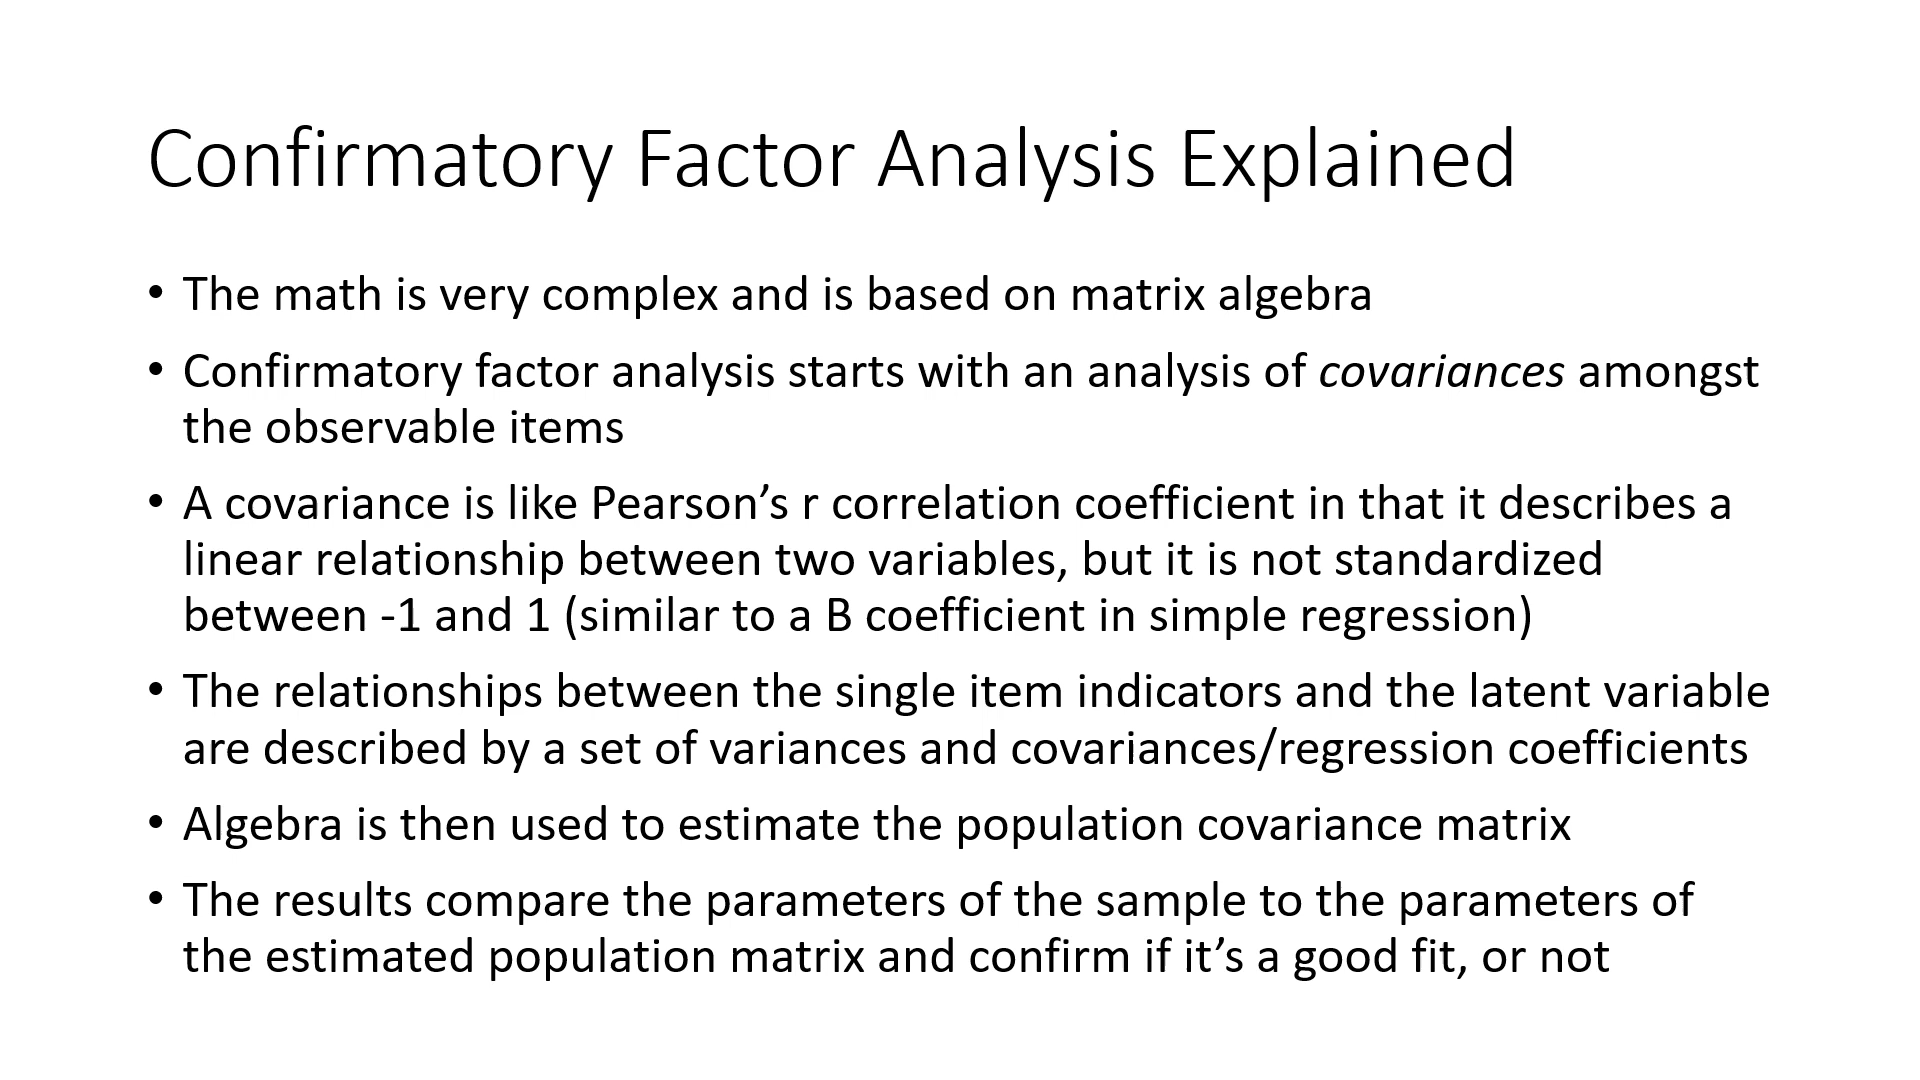 Confirmatory Factor Analysis Explained
• The math is very complex and is based on matrix algebra
• Confirmatory factor analysis starts with an analysis of covariances amongst
the observable items
• A covariance is like Pearson’s r correlation coefficient in that it describes a
linear relationship between two variables, but it is not standardized
between -1 and 1 (similar to a B coefficient in simple regression)
• The relationships between the single item indicators and the latent variable
are described by a set of variances and covariances/regression coefficients
• Algebra is then used to estimate the population covariance matrix
• The results compare the parameters of the sample to the parameters of
the estimated population matrix and confirm if it’s a good fit, or not